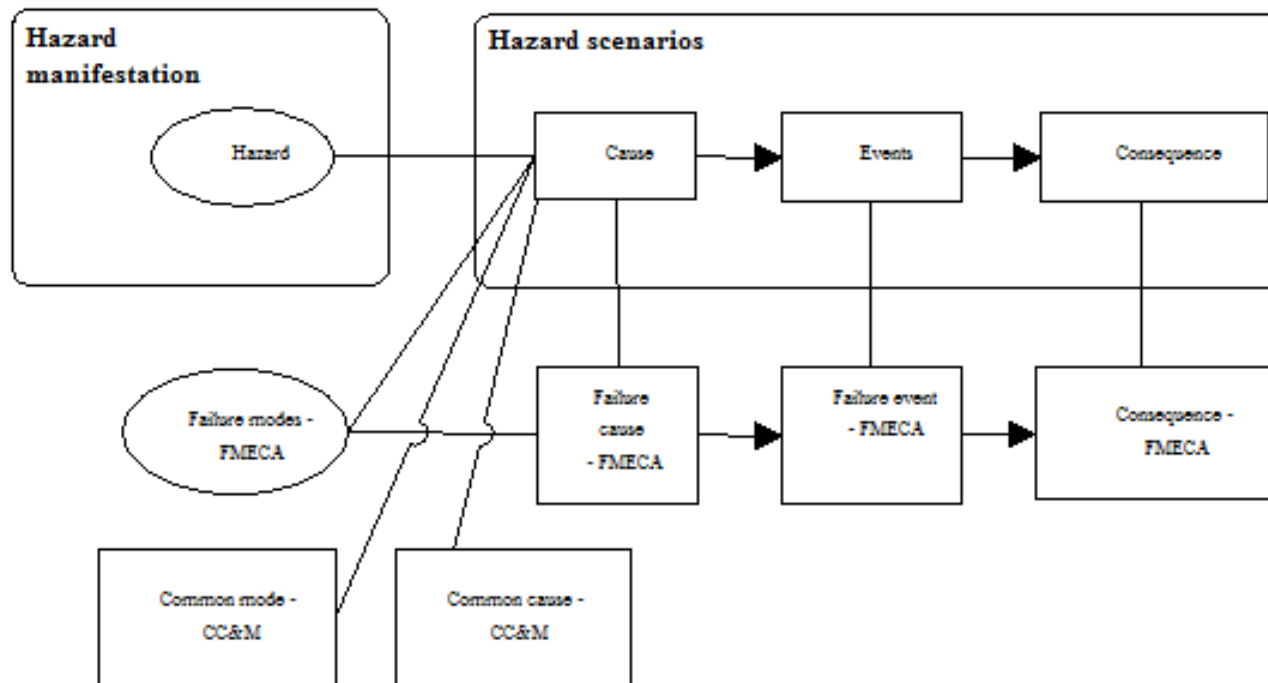 Hazard
manifestation
Hazard scenarios
Hazard
Cause
Events
Consequence
Failure modes -
FMECA
Failure
cause
- FMECA
Failure event
- FMECA
Consequence -
FMECA
Common mode -
CC&M
Common cause -
CC&M